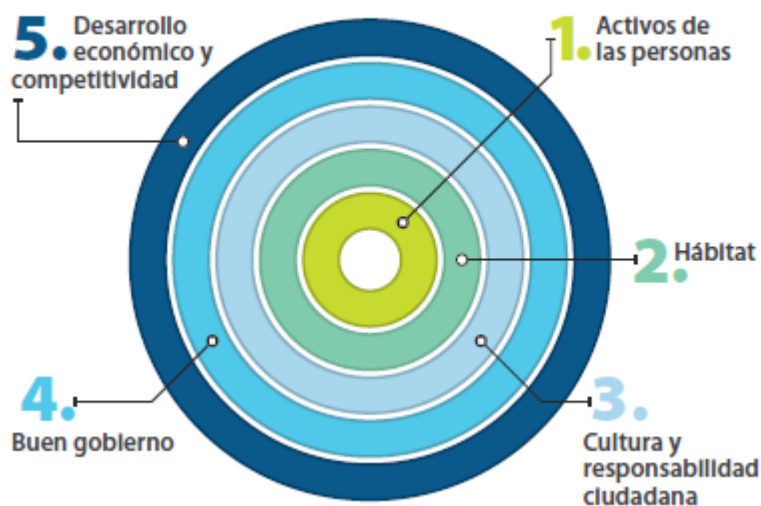 1. Activos de
las personas
2. Hábitat
3.
Cultura y
responsabilidad
ciudadana
4.
Buen gobierno
5. Desarrollo
económico y
competitividad